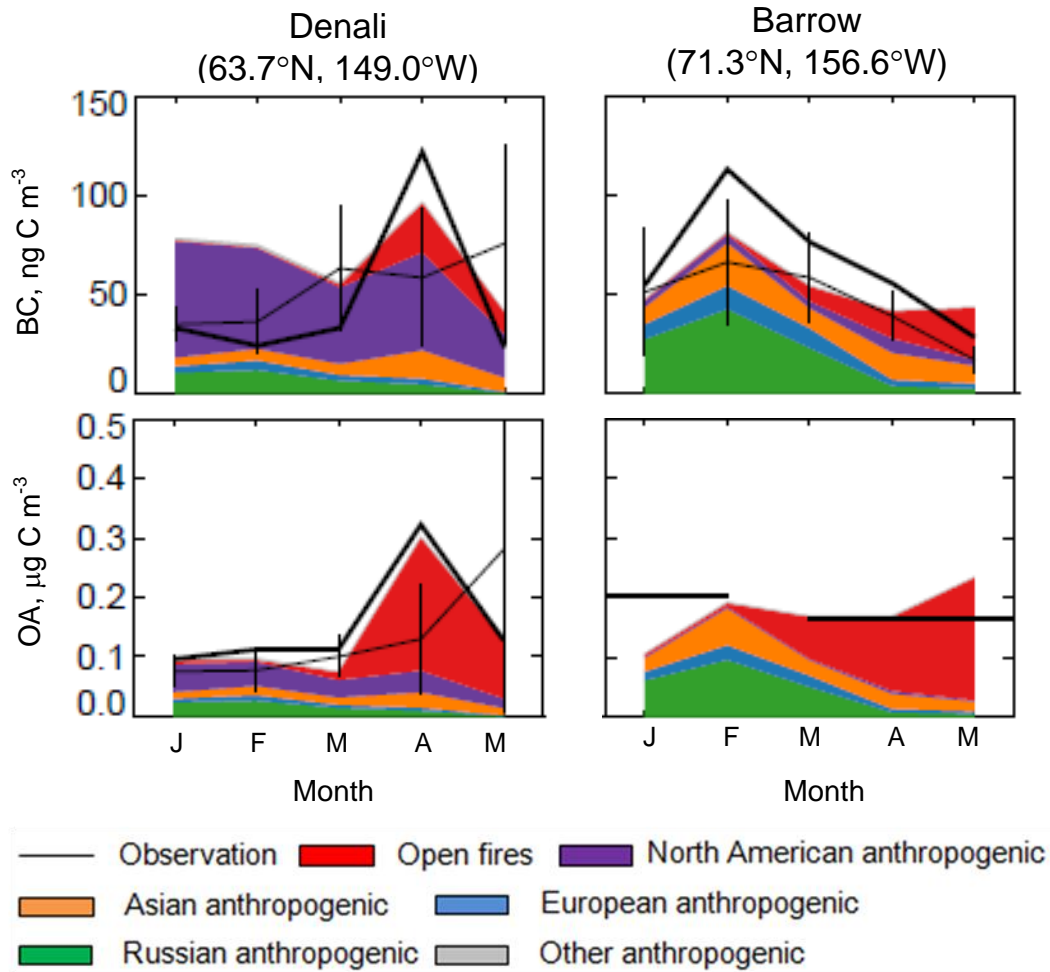 Denali
(63.7°N, 149.0°W)
Barrow
(71.3°N, 156.6°W)
BC, ng C m-3
150
100
50
0
OA, μg C m-3
0.5
0.4
0.3
0.2
0.1
0.0
J F M A M
J F M A M
Month
Month
Observation Open fires North American anthropogenic
Asian anthropogenic European anthropogenic
Russian anthropogenic Other anthropogenic